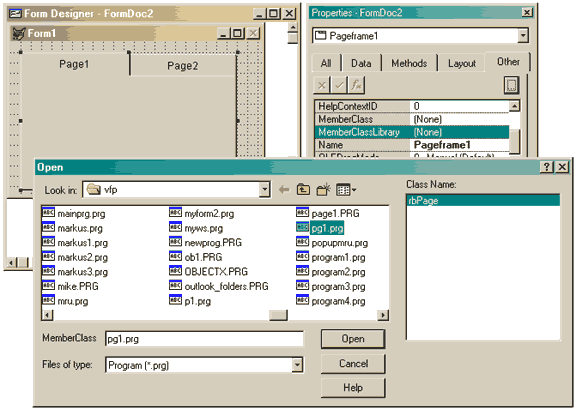 Form Designer - FormDoc2
Form1
Page1
Page2
Properties - FormDoc2
Pageframe1
All
Data
Methods
Layout
Other
HelpContextID
0
MemberClass
(None)
MemberClassLibrary
(None)
Name
Pageframe1
Open
Look in:
vfp
mainprg.prg
markus.prg
markus1.prg
markus2.prg
markus3.prg
mike.PRG
mru.prg
myform2.prg
myws.prg
newprog.PRG
ob1.PRG
OBJECTX.PRG
outlook_folders.PRG
p1.prg
page1.PRG
pg1.prg
popupmru.prg
program1.prg
program2.prg
program3.prg
program4.prg
Class Name:
rbPage
MemberClass
pg1.prg
Files of type:
Program (*.prg)
Open
Cancel
Help